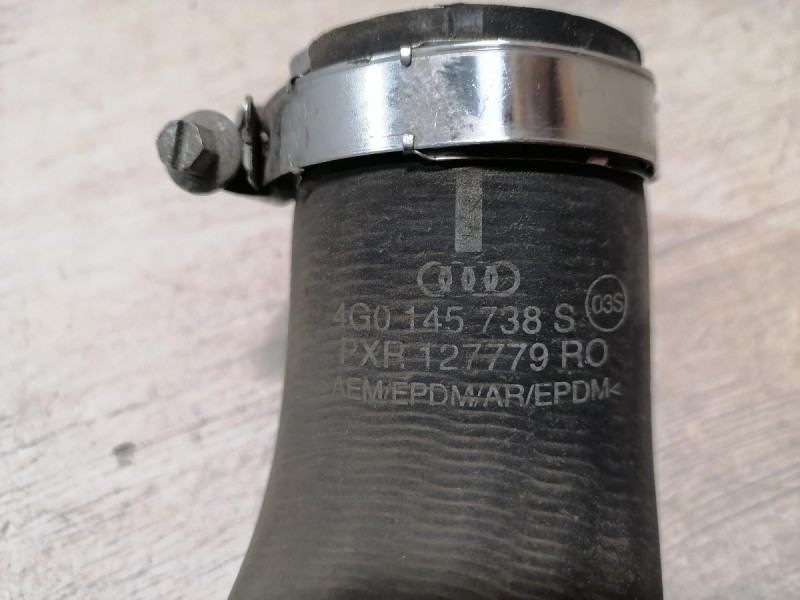 4G0 145 738 S 03S
PXR 127779 RO
>AEM/EPDM/AR/EPDM<